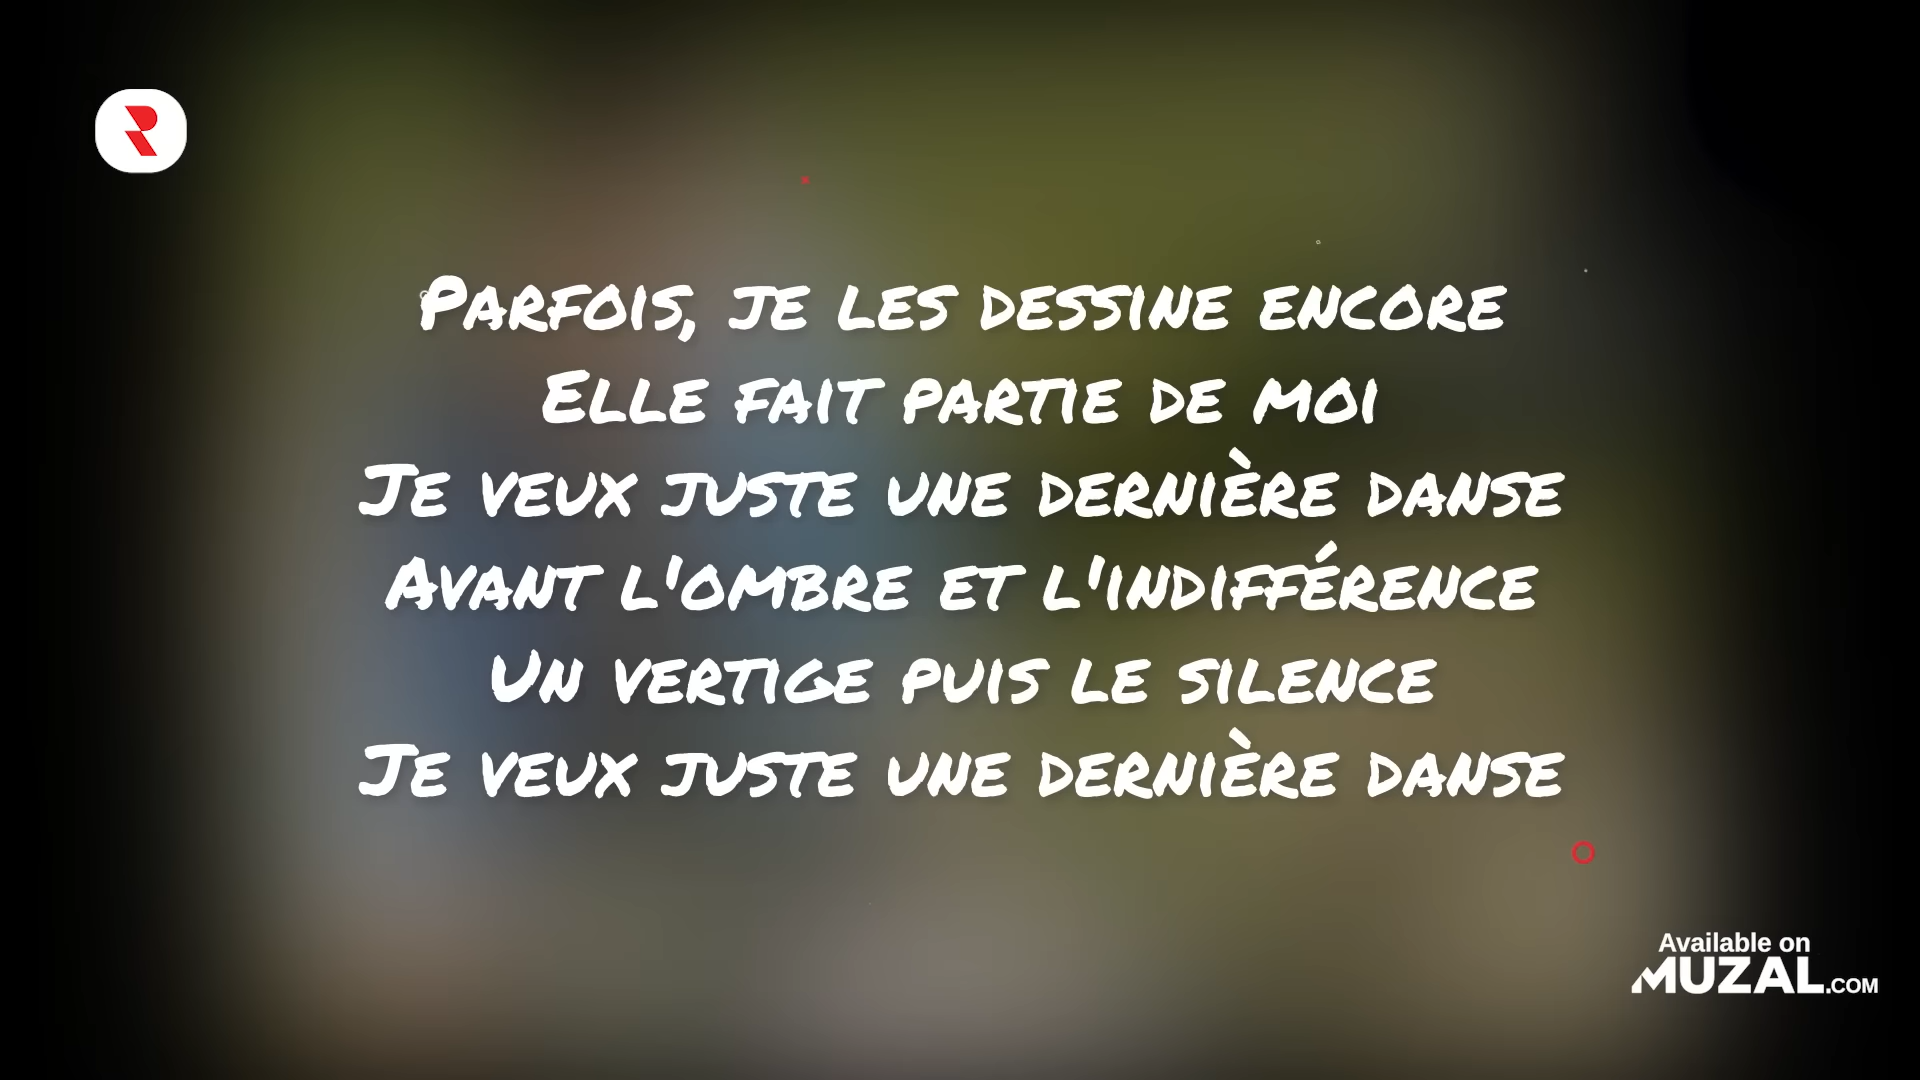 Parfois, je les dessine encore
Elle fait partie de moi
Je veux juste une dernière danse
Avant l'ombre et l'indifférence
Un vertige puis le silence
Je veux juste une dernière danse
Available on
MUZAL.COM